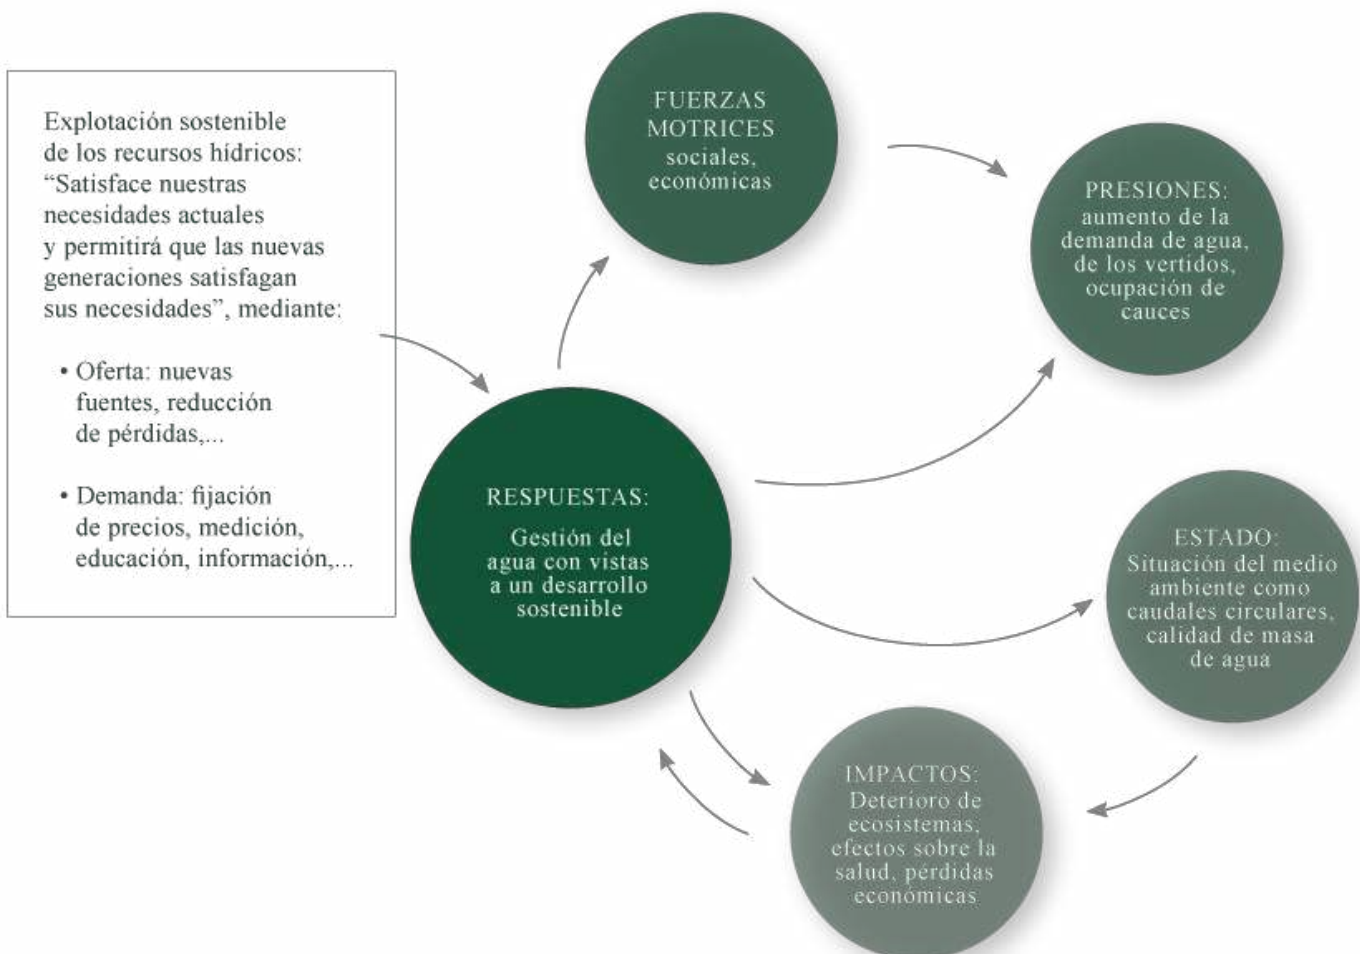 Explotación sostenible
de los recursos hídricos:
“Satisface nuestras
necesidades actuales
y permitirá que las nuevas
generaciones satisfagan
sus necesidades”, mediante:
• Oferta: nuevas
fuentes, reducción
de pérdidas,...
• Demanda: fijación
de precios, medición,
educación, información,...
FUERZAS
MOTRICES
sociales,
económicas
PRESIONES:
aumento de la
demanda de agua,
de los vertidos,
ocupación de
cauces
RESPUESTAS:
Gestión del
agua con vistas
a un desarrollo
sostenible
ESTADO:
Situación del medio
ambiente como
caudales circulares,
calidad de masa
de agua
IMPACTOS:
Deterioro de
ecosistemas,
efectos sobre la
salud, pérdidas
económicas